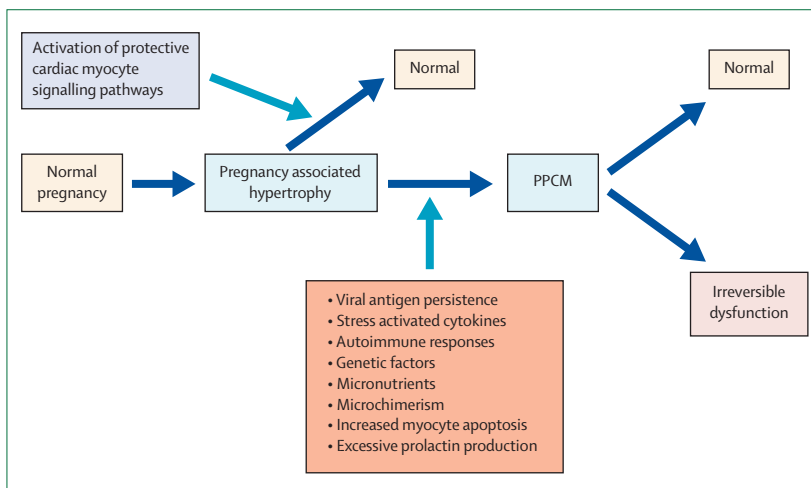 Activation of protective
cardiac myocyte
signalling pathways
Normal
Normal
Normal
pregnancy
Pregnancy associated
hypertrophy
PPCM
Irreversible
dysfunction
• Viral antigen persistence
• Stress activated cytokines
• Autoimmune responses
• Genetic factors
• Micronutrients
• Microchimerism
• Increased myocyte apoptosis
• Excessive prolactin production